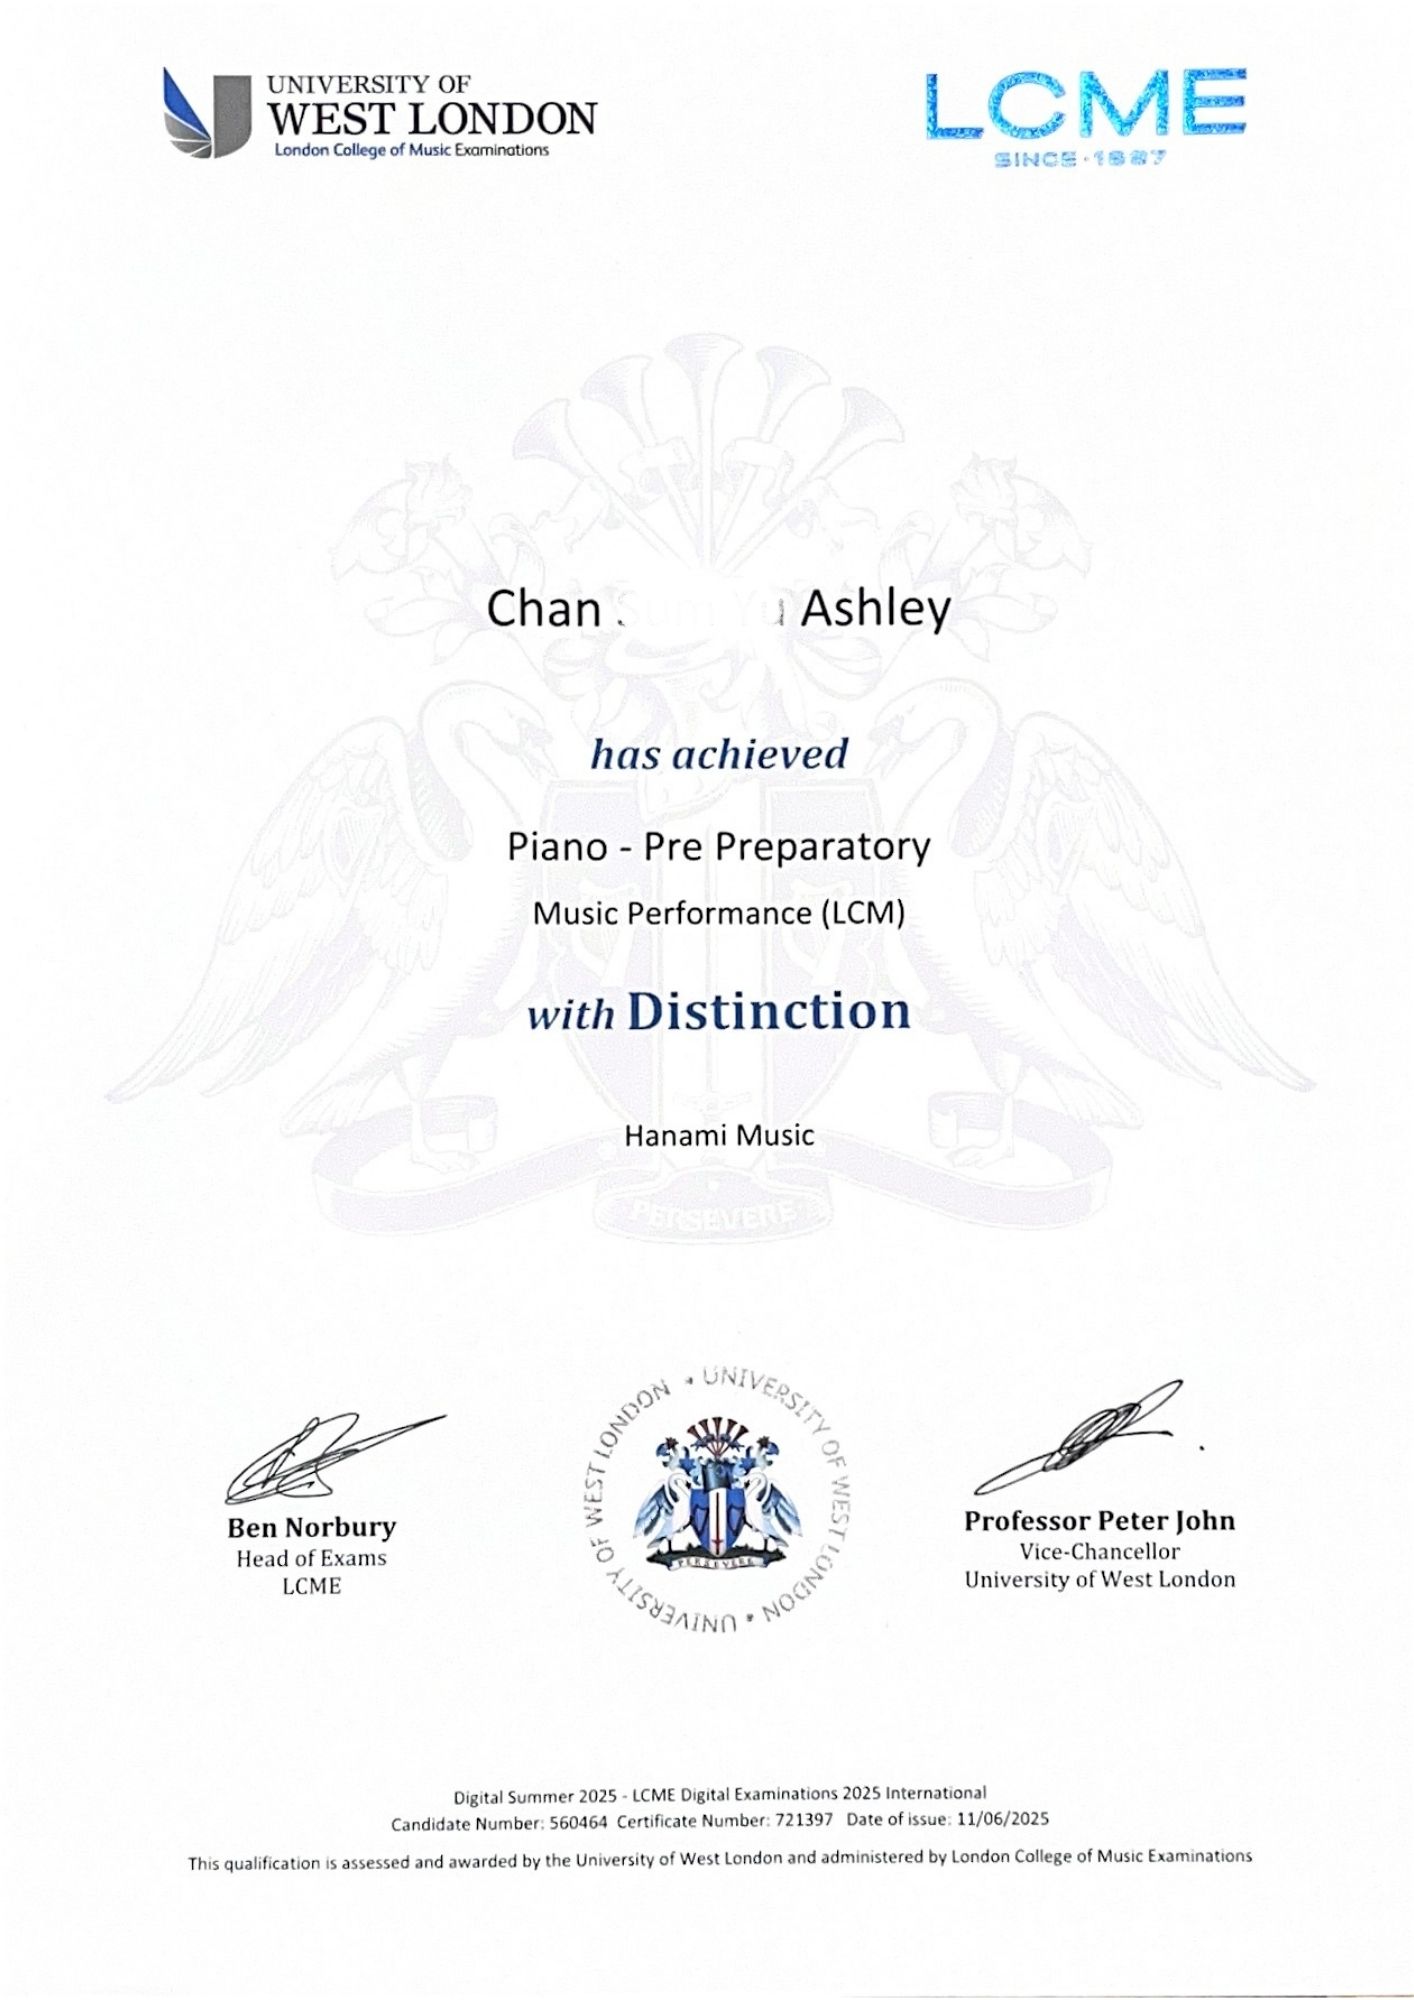 UNIVERSITY OF
WEST LONDON
London College of Music Examinations
LCME
SINCE·1887
Chan Ashley
has achieved
Piano - Pre Preparatory
Music Performance (LCM)
with Distinction
Hanami Music
PERSEVERE
UNIVERSITY OF WEST LONDON • UNIVERSITY OF WEST LONDON •
PERSEVERE
Ben Norbury
Head of Exams
LCME
Professor Peter John
Vice-Chancellor
University of West London
Digital Summer 2025 - LCME Digital Examinations 2025 International
Candidate Number: 560464 Certificate Number: 721397 Date of issue: 11/06/2025
This qualification is assessed and awarded by the University of West London and administered by London College of Music Examinations